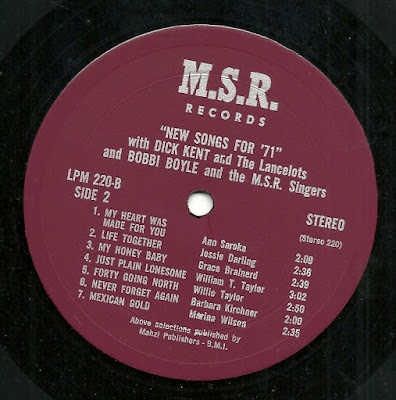 M.S.R.
RECORDS
"NEW SONGS FOR '71"
with DICK KENT and The Lancelots
and BOBBI BOYLE and the M.S.R. Singers
LPM 220-B
SIDE 2
STEREO
(Stereo 220)
1. MY HEART WAS
MADE FOR YOU Ann Saroka 2:09
2. LIFE TOGETHER Jessie Darling 2:36
3. MY HONEY BABY Grace Brainerd 2:39
4. JUST PLAIN LONESOME William T. Taylor 3:02
5. FORTY GOING NORTH Willie Taylor 2:50
6. NEVER FORGET AGAIN Barbara Kirchner 2:00
7. MEXICAN GOLD Marina Wilson 2:35
Above selections published by
Mahzi Publishers - B.M.I.